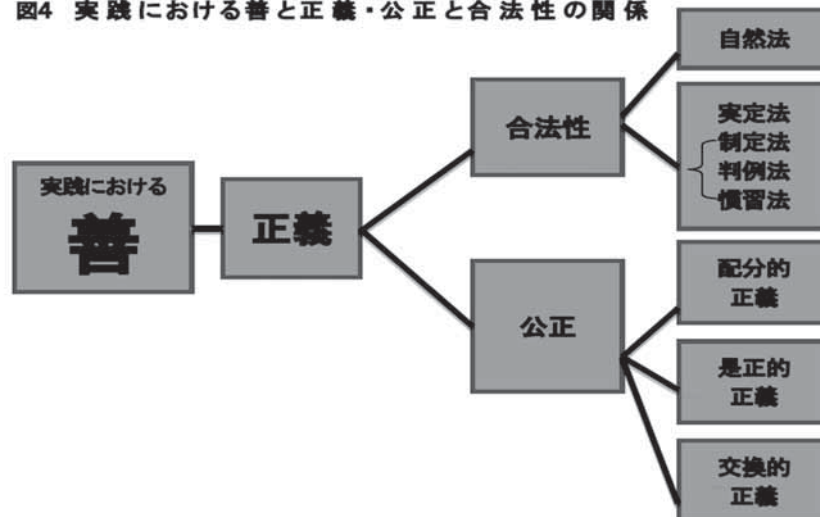 図4 実践における善と正義・公正と合法性の関係
実践における
善
正義
合法性
自然法
実定法
制定法
判例法
慣習法
公正
配分的
正義
是正的
正義
交換的
正義